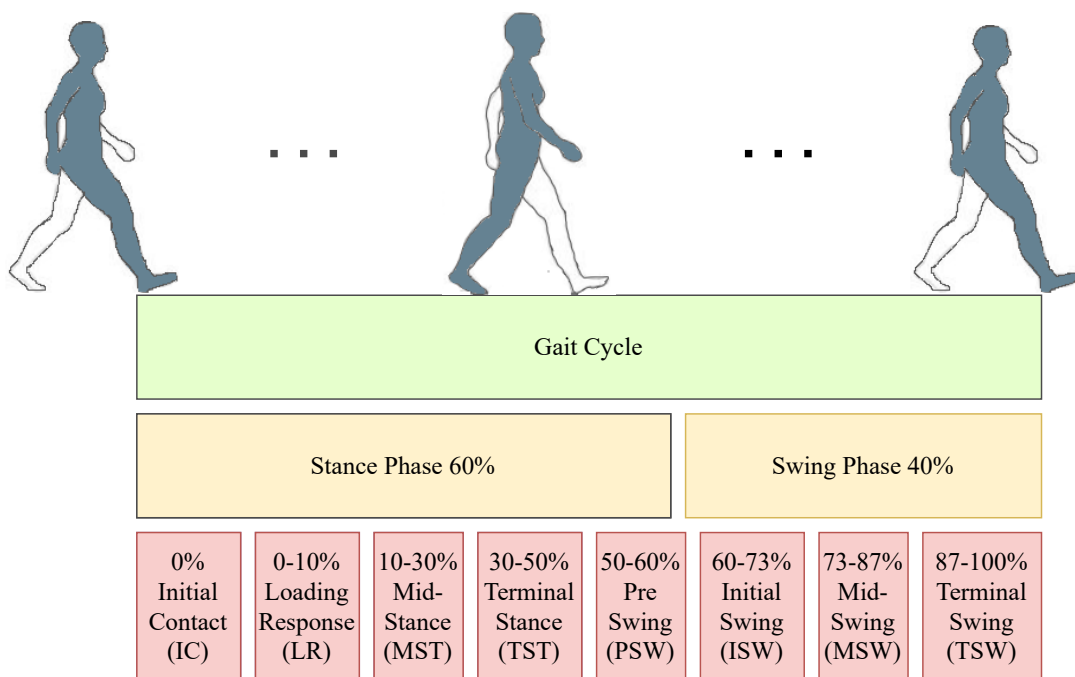 Gait Cycle
Stance Phase 60%
Swing Phase 40%
0%
Initial
Contact
(IC)
0-10%
Loading
Response
(LR)
10-30%
Mid-
Stance
(MST)
30-50%
Terminal
Stance
(TST)
50-60%
Pre
Swing
(PSW)
60-73%
Initial
Swing
(ISW)
73-87%
Mid-
Swing
(MSW)
87-100%
Terminal
Swing
(TSW)